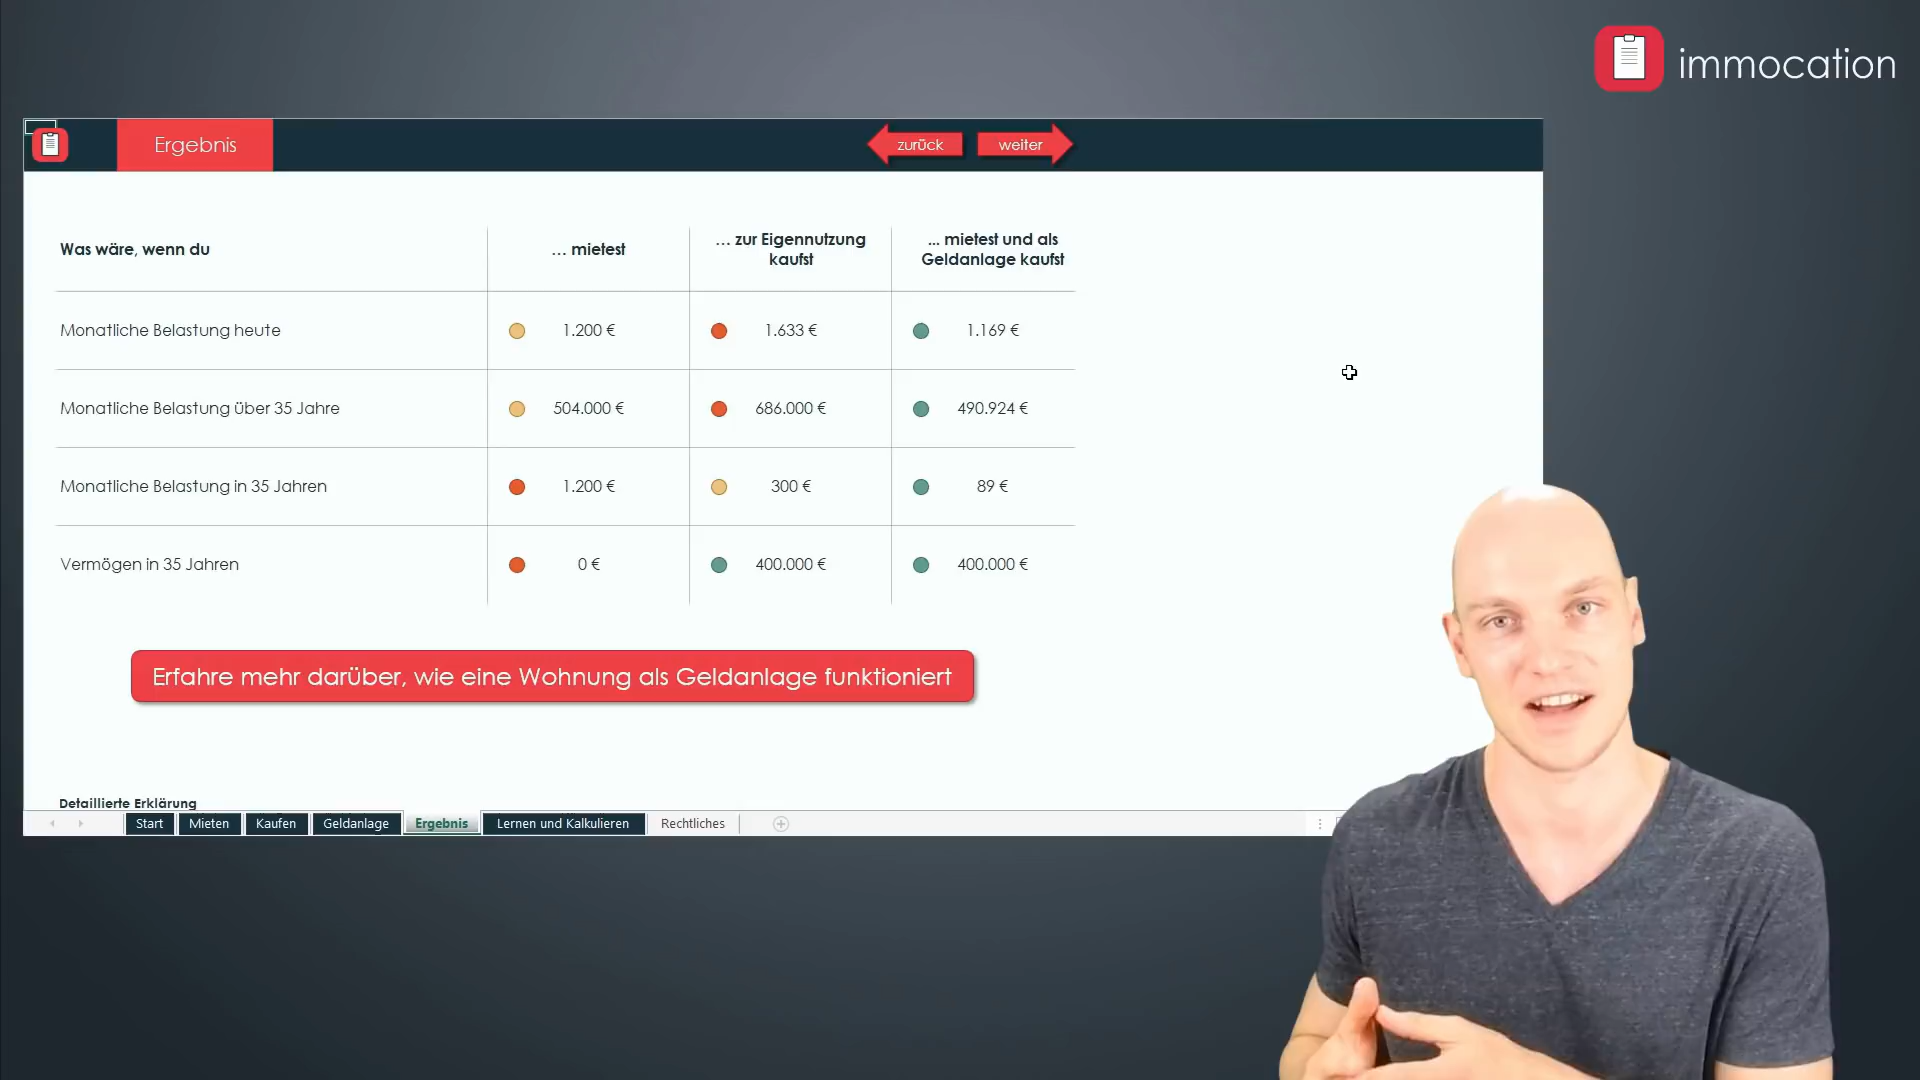 immocation
Ergebnis
zurück
weiter
Was wäre, wenn du
… mietest
… zur Eigennutzung
kaufst
... mietest und als
Geldanlage kaufst
Monatliche Belastung heute
1.200 €
1.633 €
1.169 €
Monatliche Belastung über 35 Jahre
504.000 €
686.000 €
490.924 €
Monatliche Belastung in 35 Jahren
1.200 €
300 €
89 €
Vermögen in 35 Jahren
0 €
400.000 €
400.000 €
Erfahre mehr darüber, wie eine Wohnung als Geldanlage funktioniert
Detaillierte Erklärung
Start
Mieten
Kaufen
Geldanlage
Ergebnis
Lernen und Kalkulieren
Rechtliches